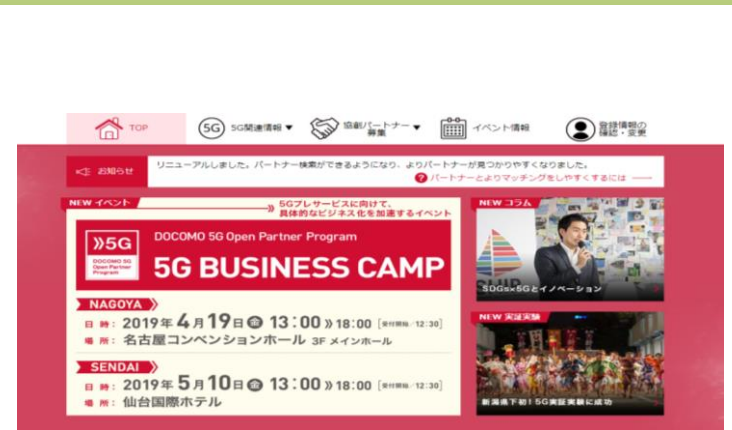 TOP
5G 5G関連情報▼
協創パートナー▼
募集
イベント情報
登録情報の
確認・変更
お知らせ
リニューアルしました。パートナー検索ができるようになり、よりパートナーが見つかりやすくなりました。
? パートナーとよりマッチングをしやすくするには
NEW イベント
5Gプレサービスに向けて、
具体的なビジネス化を加速するイベント
5G
DOCOMO 5G
Open Partner
Program
DOCOMO 5G Open Partner Program
5G BUSINESS CAMP
NAGOYA
日 時: 2019年4月19日㊎ 13:00 » 18:00 [受付開始/12:30]
場 所: 名古屋コンベンションホール 3F メインホール
SENDAI
日 時: 2019年5月10日㊎ 13:00 » 18:00 [受付開始/12:30]
場 所: 仙台国際ホテル
NEW コラム
SHIP
SDGs×5Gとイノベーション
NEW 実証実験
新潟県下初!5G実証実験に成功